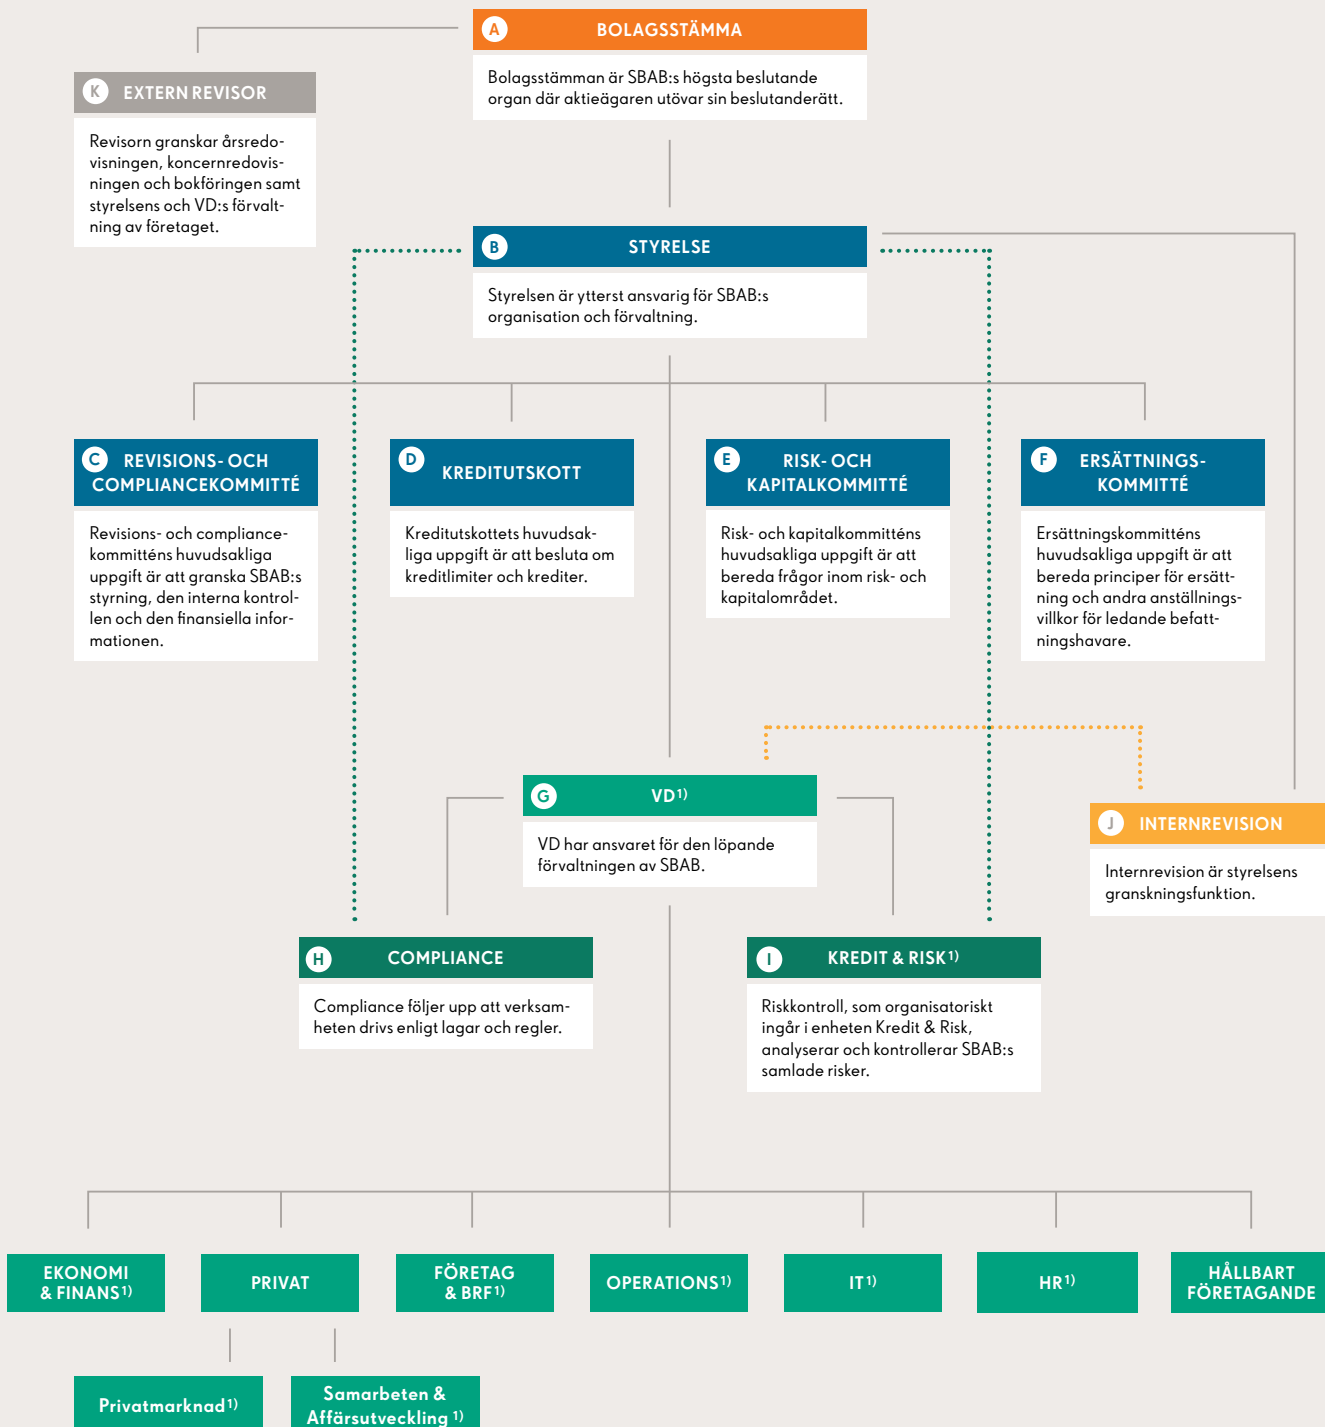 A BOLAGSSTÄMMA
Bolagsstämman är SBAB:s högsta beslutande
organ där aktieägaren utövar sin beslutanderätt.
K EXTERN REVISOR
Revisorn granskar årsredo-
visningen, koncernredovis-
ningen och bokföringen samt
styrelsens och VD:s förvalt-
ning av företaget.
B STYRELSE
Styrelsen är ytterst ansvarig för SBAB:s
organisation och förvaltning.
C REVISIONS- OCH
COMPLIANCEKOMMITTÉ
Revisions- och compliance-
kommitténs huvudsakliga
uppgift är att granska SBAB:s
styrning, den interna kontrol-
len och den finansiella infor-
mationen.
D KREDITUTSKOTT
Kreditutskottets huvudsak-
liga uppgift är att besluta om
kreditlimiter och krediter.
E RISK- OCH
KAPITALKOMMITTÉ
Risk- och kapitalkommitténs
huvudsakliga uppgift är att
bereda frågor inom risk- och
kapitalområdet.
F ERSÄTTNINGS-
KOMMITTÉ
Ersättningskommitténs
huvudsakliga uppgift är att
bereda principer för ersätt-
ning och andra anställnings-
villkor för ledande befatt-
ningshavare.
G VD1)
VD har ansvaret för den löpande
förvaltningen av SBAB.
J INTERNREVISION
Internrevision är styrelsens
granskningsfunktion.
H COMPLIANCE
Compliance följer upp att verksam-
heten drivs enligt lagar och regler.
I KREDIT & RISK1)
Riskkontroll, som organisatoriskt
ingår i enheten Kredit & Risk,
analyserar och kontrollerar SBAB:s
samlade risker.
EKONOMI
& FINANS1)
PRIVAT
FÖRETAG
& BRF1)
OPERATIONS1)
IT1)
HR1)
HÅLLBART
FÖRETAGANDE
Privatmarknad1)
Samarbeten &
Affärsutveckling 1)